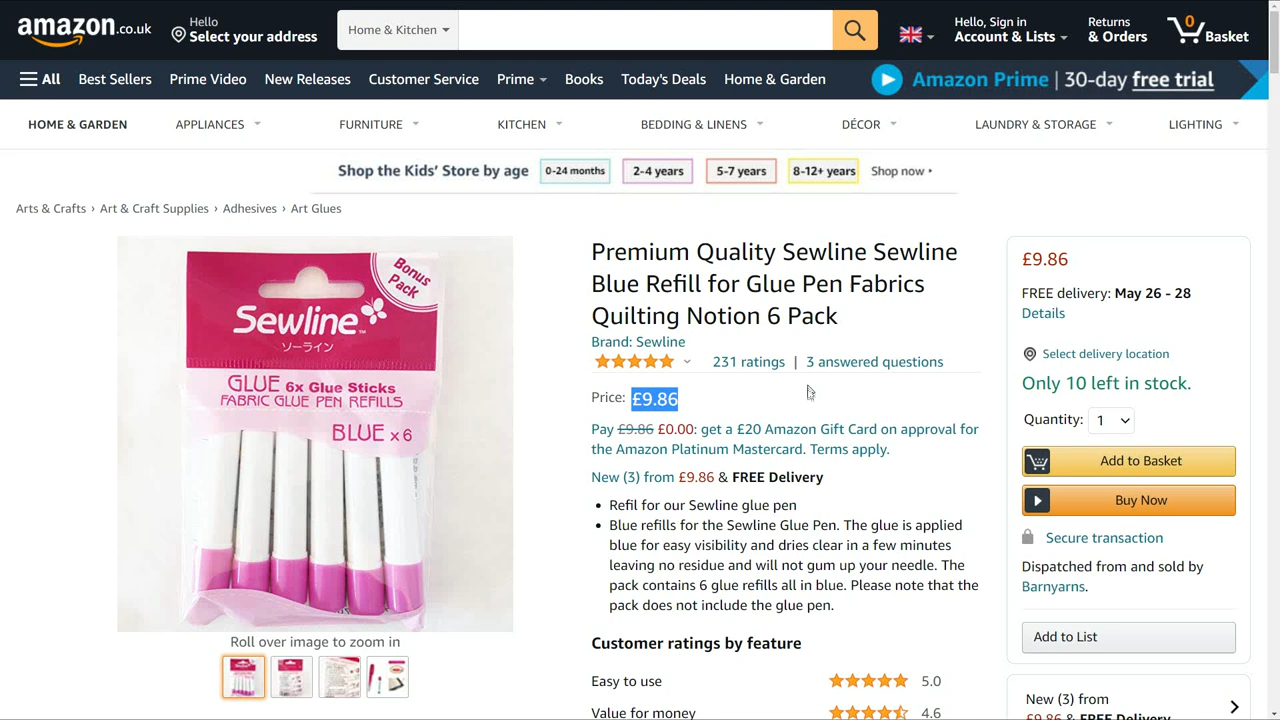 amazon.co.uk
Hello
Select your address
Home & Kitchen
Hello, Sign in
Account & Lists
Returns
& Orders
0
Basket
All
Best Sellers
Prime Video
New Releases
Customer Service
Prime
Books
Today's Deals
Home & Garden
Amazon Prime | 30-day free trial
HOME & GARDEN
APPLIANCES
FURNITURE
KITCHEN
BEDDING & LINENS
DÉCOR
LAUNDRY & STORAGE
LIGHTING
Shop the Kids' Store by age
0-24 months
2-4 years
5-7 years
8-12+ years
Shop now
Arts & Crafts › Art & Craft Supplies › Adhesives › Art Glues
Bonus
Pack
Sewline
ソーライン
GLUE 6x Glue Sticks
FABRIC GLUE PEN REFILLS
BLUE x 6
Roll over image to zoom in
Premium Quality Sewline Sewline
Blue Refill for Glue Pen Fabrics
Quilting Notion 6 Pack
Brand: Sewline
231 ratings | 3 answered questions
Price: £9.86
Pay £9.86 £0.00: get a £20 Amazon Gift Card on approval for
the Amazon Platinum Mastercard. Terms apply.
New (3) from £9.86 & FREE Delivery
• Refil for our Sewline glue pen
• Blue refills for the Sewline Glue Pen. The glue is applied
blue for easy visibility and dries clear in a few minutes
leaving no residue and will not gum up your needle. The
pack contains 6 glue refills all in blue. Please note that the
pack does not include the glue pen.
Customer ratings by feature
Easy to use 5.0
Value for money 4.6
£9.86
FREE delivery: May 26 - 28
Details
Select delivery location
Only 10 left in stock.
Quantity: 1
Add to Basket
Buy Now
Secure transaction
Dispatched from and sold by
Barnyarns.
Add to List
New (3) from
£9.86 & FREE Delivery